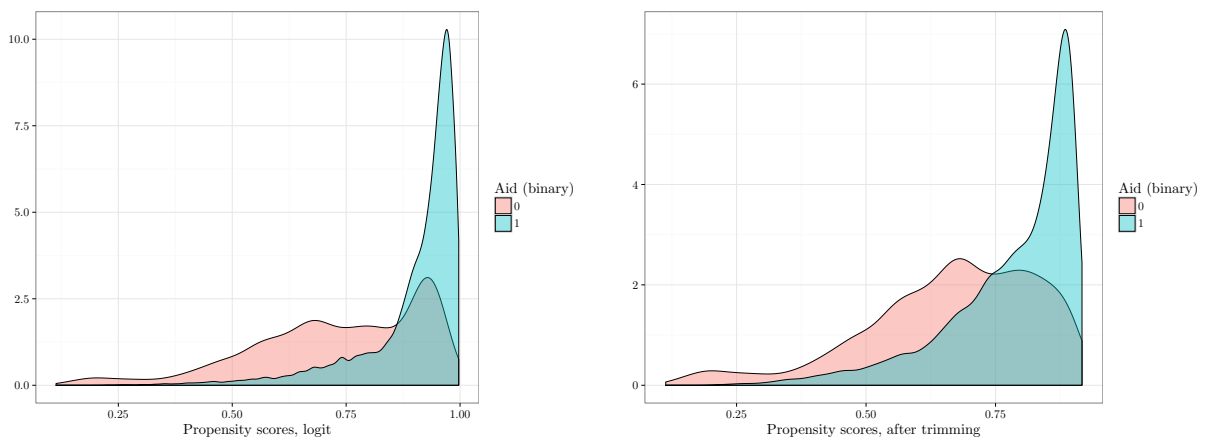 10.0
7.5
5.0
2.5
0.0
0.25 0.50 0.75 1.00
Propensity scores, logit
Aid (binary)
0
1
6
4
2
0
0.25 0.50 0.75
Propensity scores, after trimming
Aid (binary)
0
1